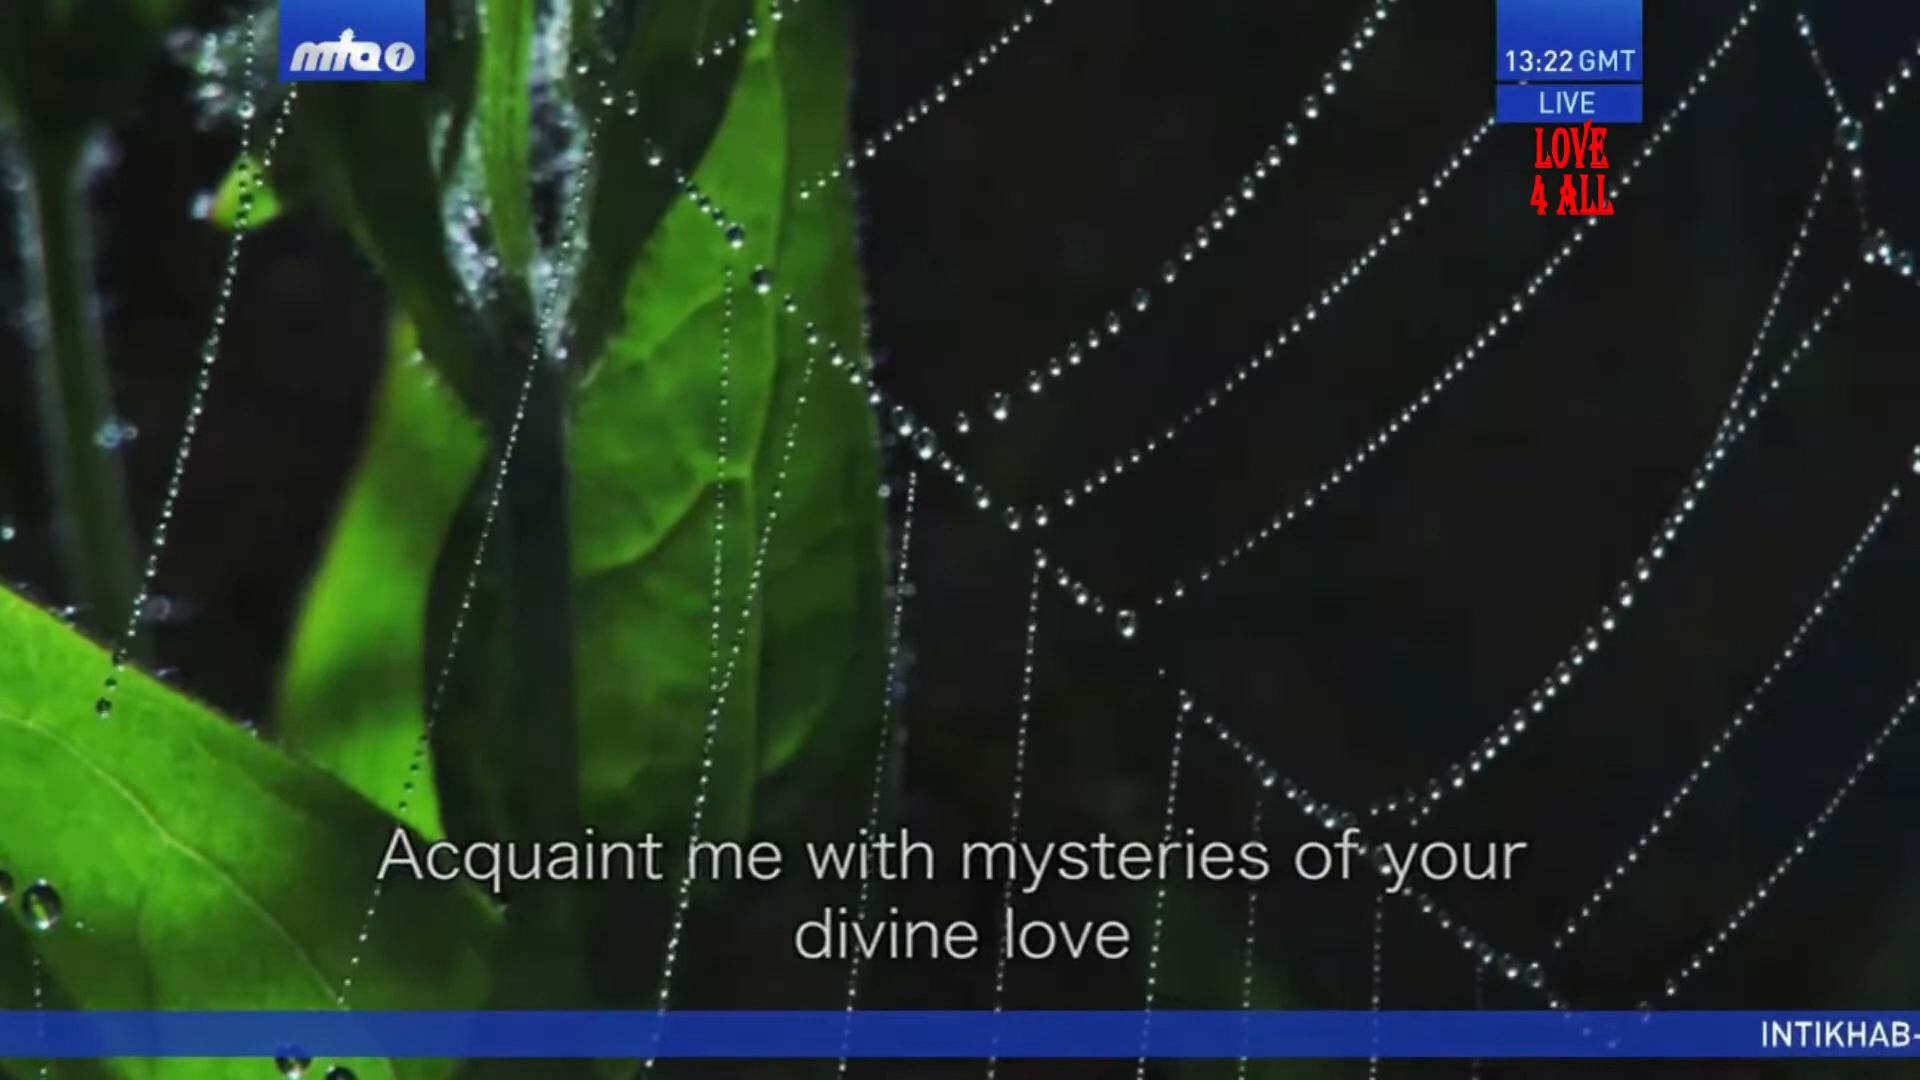 mta1
13:22 GMT
LIVE
LOVE
4 ALL
Acquaint me with mysteries of your
divine love
INTIKHAB-